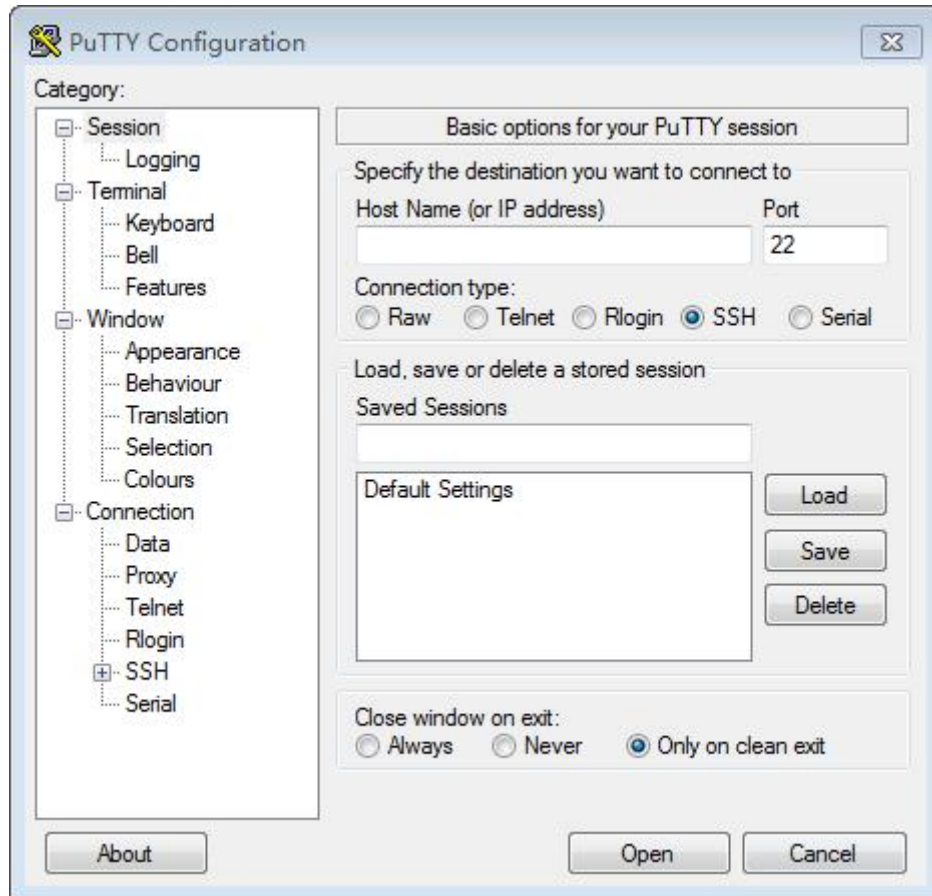 PuTTY Configuration
Category:
Session
Logging
Terminal
Keyboard
Bell
Features
Window
Appearance
Behaviour
Translation
Selection
Colours
Connection
Data
Proxy
Telnet
Rlogin
SSH
Serial
Basic options for your PuTTY session
Specify the destination you want to connect to
Host Name (or IP address) Port
22
Connection type:
Raw Telnet Rlogin SSH Serial
Load, save or delete a stored session
Saved Sessions
Default Settings
Load
Save
Delete
Close window on exit:
Always Never Only on clean exit
About Open Cancel